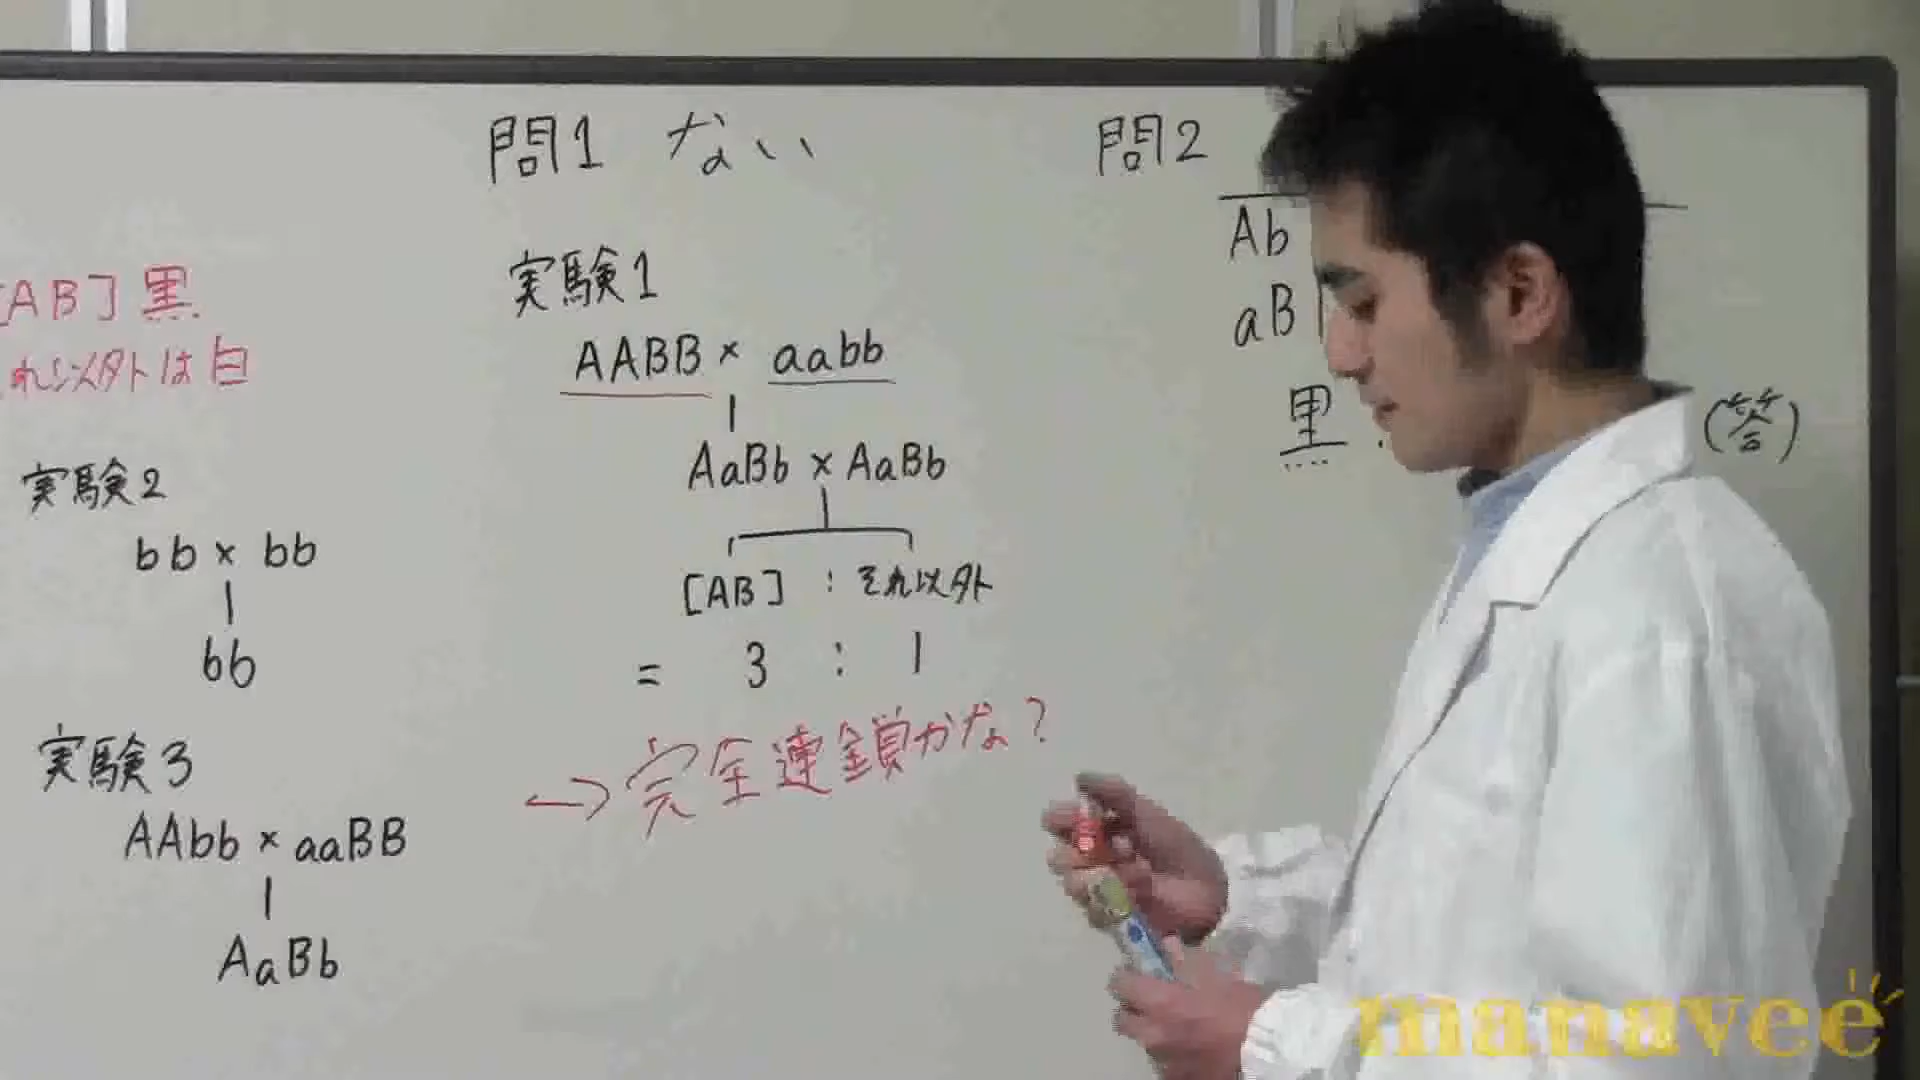 [AB] 黒
れ以外は白
実験2
bb × bb
bb
実験3
AAbb × aaBB
AaBb
問1 ない
実験1
AABB × aabb
AaBb × AaBb
[AB] : それ以外
= 3 : 1
→ 完全連鎖かな?
問2
Ab
aB
黒 (答)
manavee